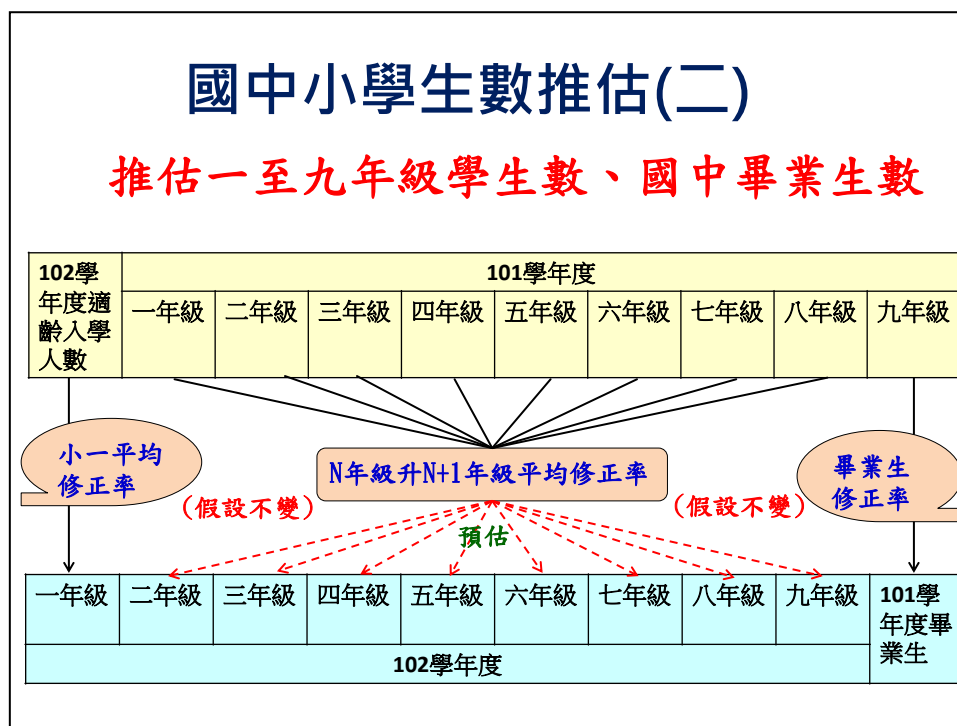 國中小學生數推估(二)
推估一至九年級學生數、國中畢業生數
102學
年度適
齡入學
人數
101學年度
一年級 二年級 三年級 四年級 五年級 六年級 七年級 八年級 九年級
小一平均
修正率
N年級升N+1年級平均修正率
畢業生
修正率
(假設不變)
(假設不變)
預估
一年級 二年級 三年級 四年級 五年級 六年級 七年級 八年級 九年級
101學
年度畢
業生
102學年度